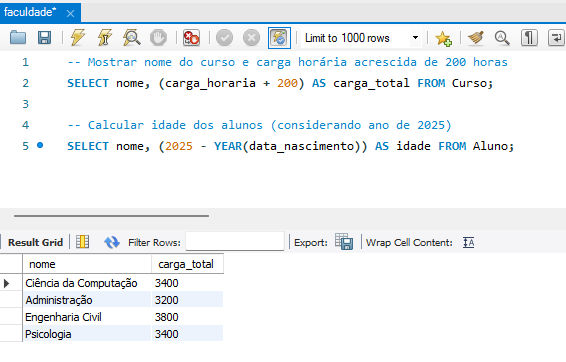 faculdade*
Limit to 1000 rows
1 -- Mostrar nome do curso e carga horária acrescida de 200 horas
2 SELECT nome, (carga_horaria + 200) AS carga_total FROM Curso;
3
4 -- Calcular idade dos alunos (considerando ano de 2025)
5 SELECT nome, (2025 - YEAR(data_nascimento)) AS idade FROM Aluno;
Result Grid Filter Rows: Export: Wrap Cell Content:
nome carga_total
Ciência da Computação 3400
Administração 3200
Engenharia Civil 3800
Psicologia 3400